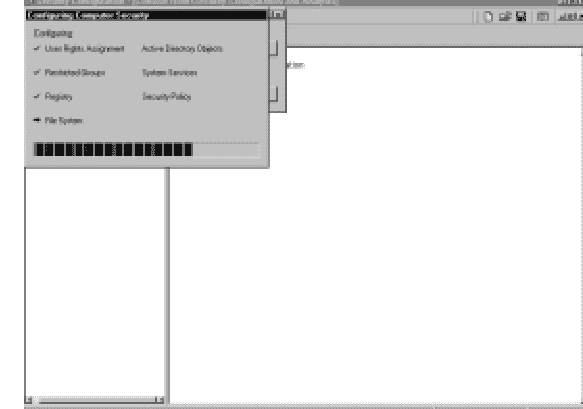 Configuring Computer Security
Configuring:
User Rights Assignment Active Directory Objects
Restricted Groups System Services
Registry Security Policy
File System